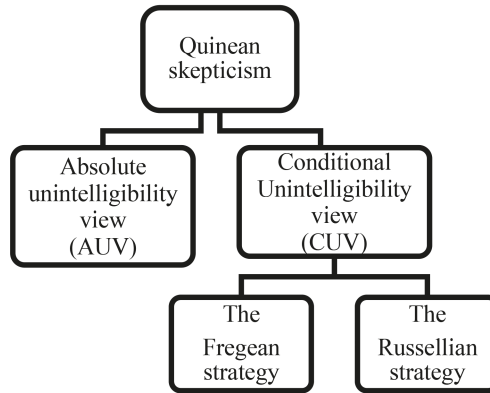 Quinean
skepticism
Absolute
unintelligibility
view
(AUV)
Conditional
Unintelligibility
view
(CUV)
The
Fregean
strategy
The
Russellian
strategy